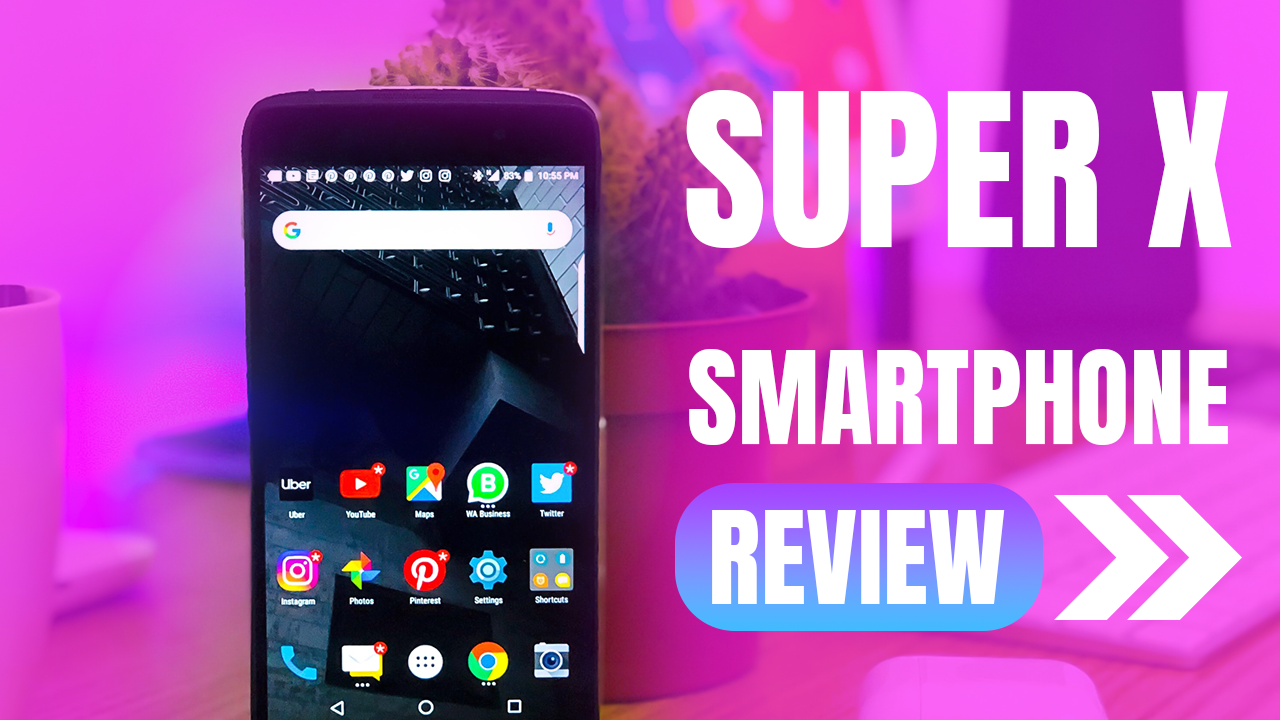 83% 10:55 PM
G
SUPER X
SMARTPHONE
Uber
G
B
Uber YouTube Maps WA Business Twitter
REVIEW
Instagram Photos Pinterest Settings Shortcuts